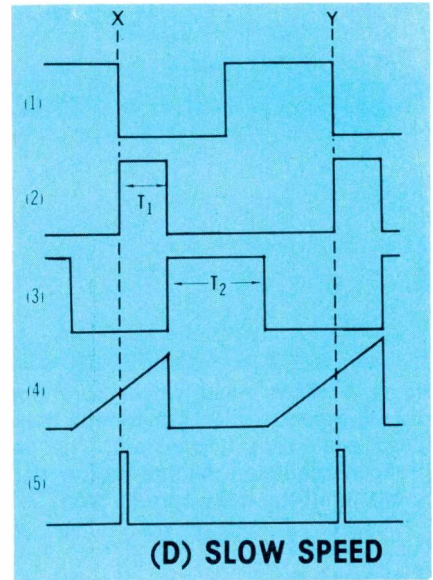 X Y
(1)
(2)
T1
(3)
T2
(4)
(5)
(D) SLOW SPEED